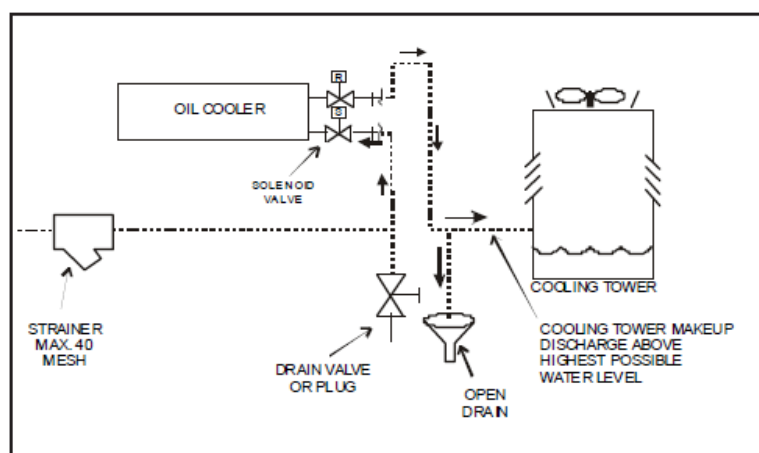 R
OIL COOLER
S
SOLENOID
VALVE
STRAINER
MAX. 40
MESH
DRAIN VALVE
OR PLUG
OPEN
DRAIN
COOLING TOWER
COOLING TOWER MAKEUP
DISCHARGE ABOVE
HIGHEST POSSIBLE
WATER LEVEL